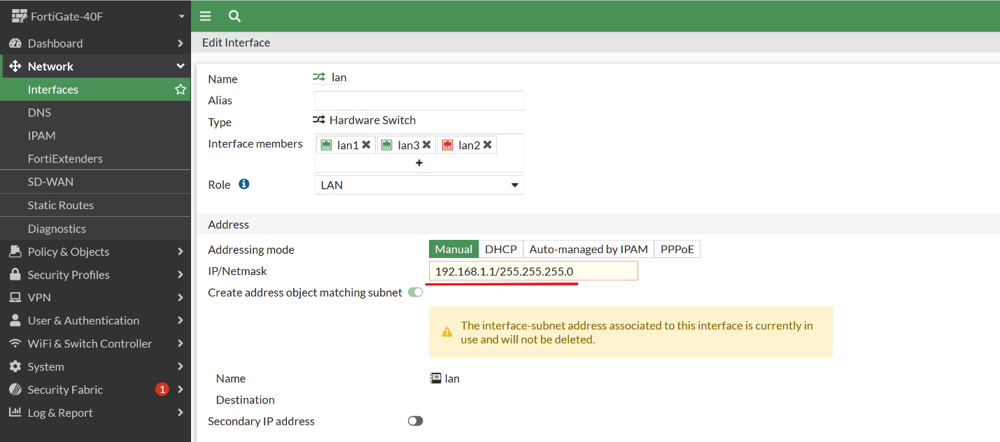 FortiGate-40F
Dashboard
Network
Interfaces
DNS
IPAM
FortiExtenders
SD-WAN
Static Routes
Diagnostics
Policy & Objects
Security Profiles
VPN
User & Authentication
WiFi & Switch Controller
System
Security Fabric 1
Log & Report
Edit Interface
Name lan
Alias
Type Hardware Switch
Interface members lan1 lan3 lan2
Role LAN
Address
Addressing mode Manual DHCP Auto-managed by IPAM PPPoE
IP/Netmask 192.168.1.1/255.255.255.0
Create address object matching subnet
The interface-subnet address associated to this interface is currently in
use and will not be deleted.
Name lan
Destination
Secondary IP address